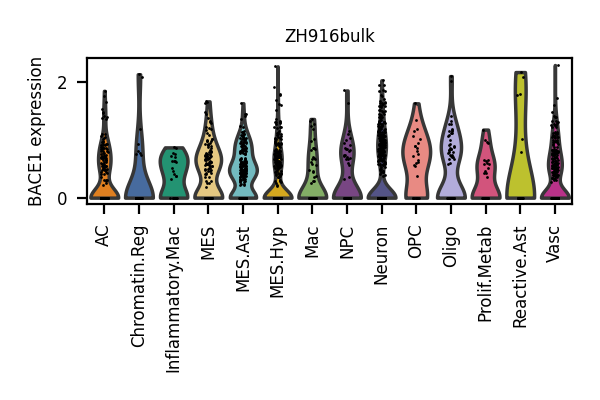 ZH916bulk
BACE1 expression
2
0
AC
Chromatin.Reg
Inflammatory.Mac
MES
MES.Ast
MES.Hyp
Mac
NPC
Neuron
OPC
Oligo
Prolif.Metab
Reactive.Ast
Vasc